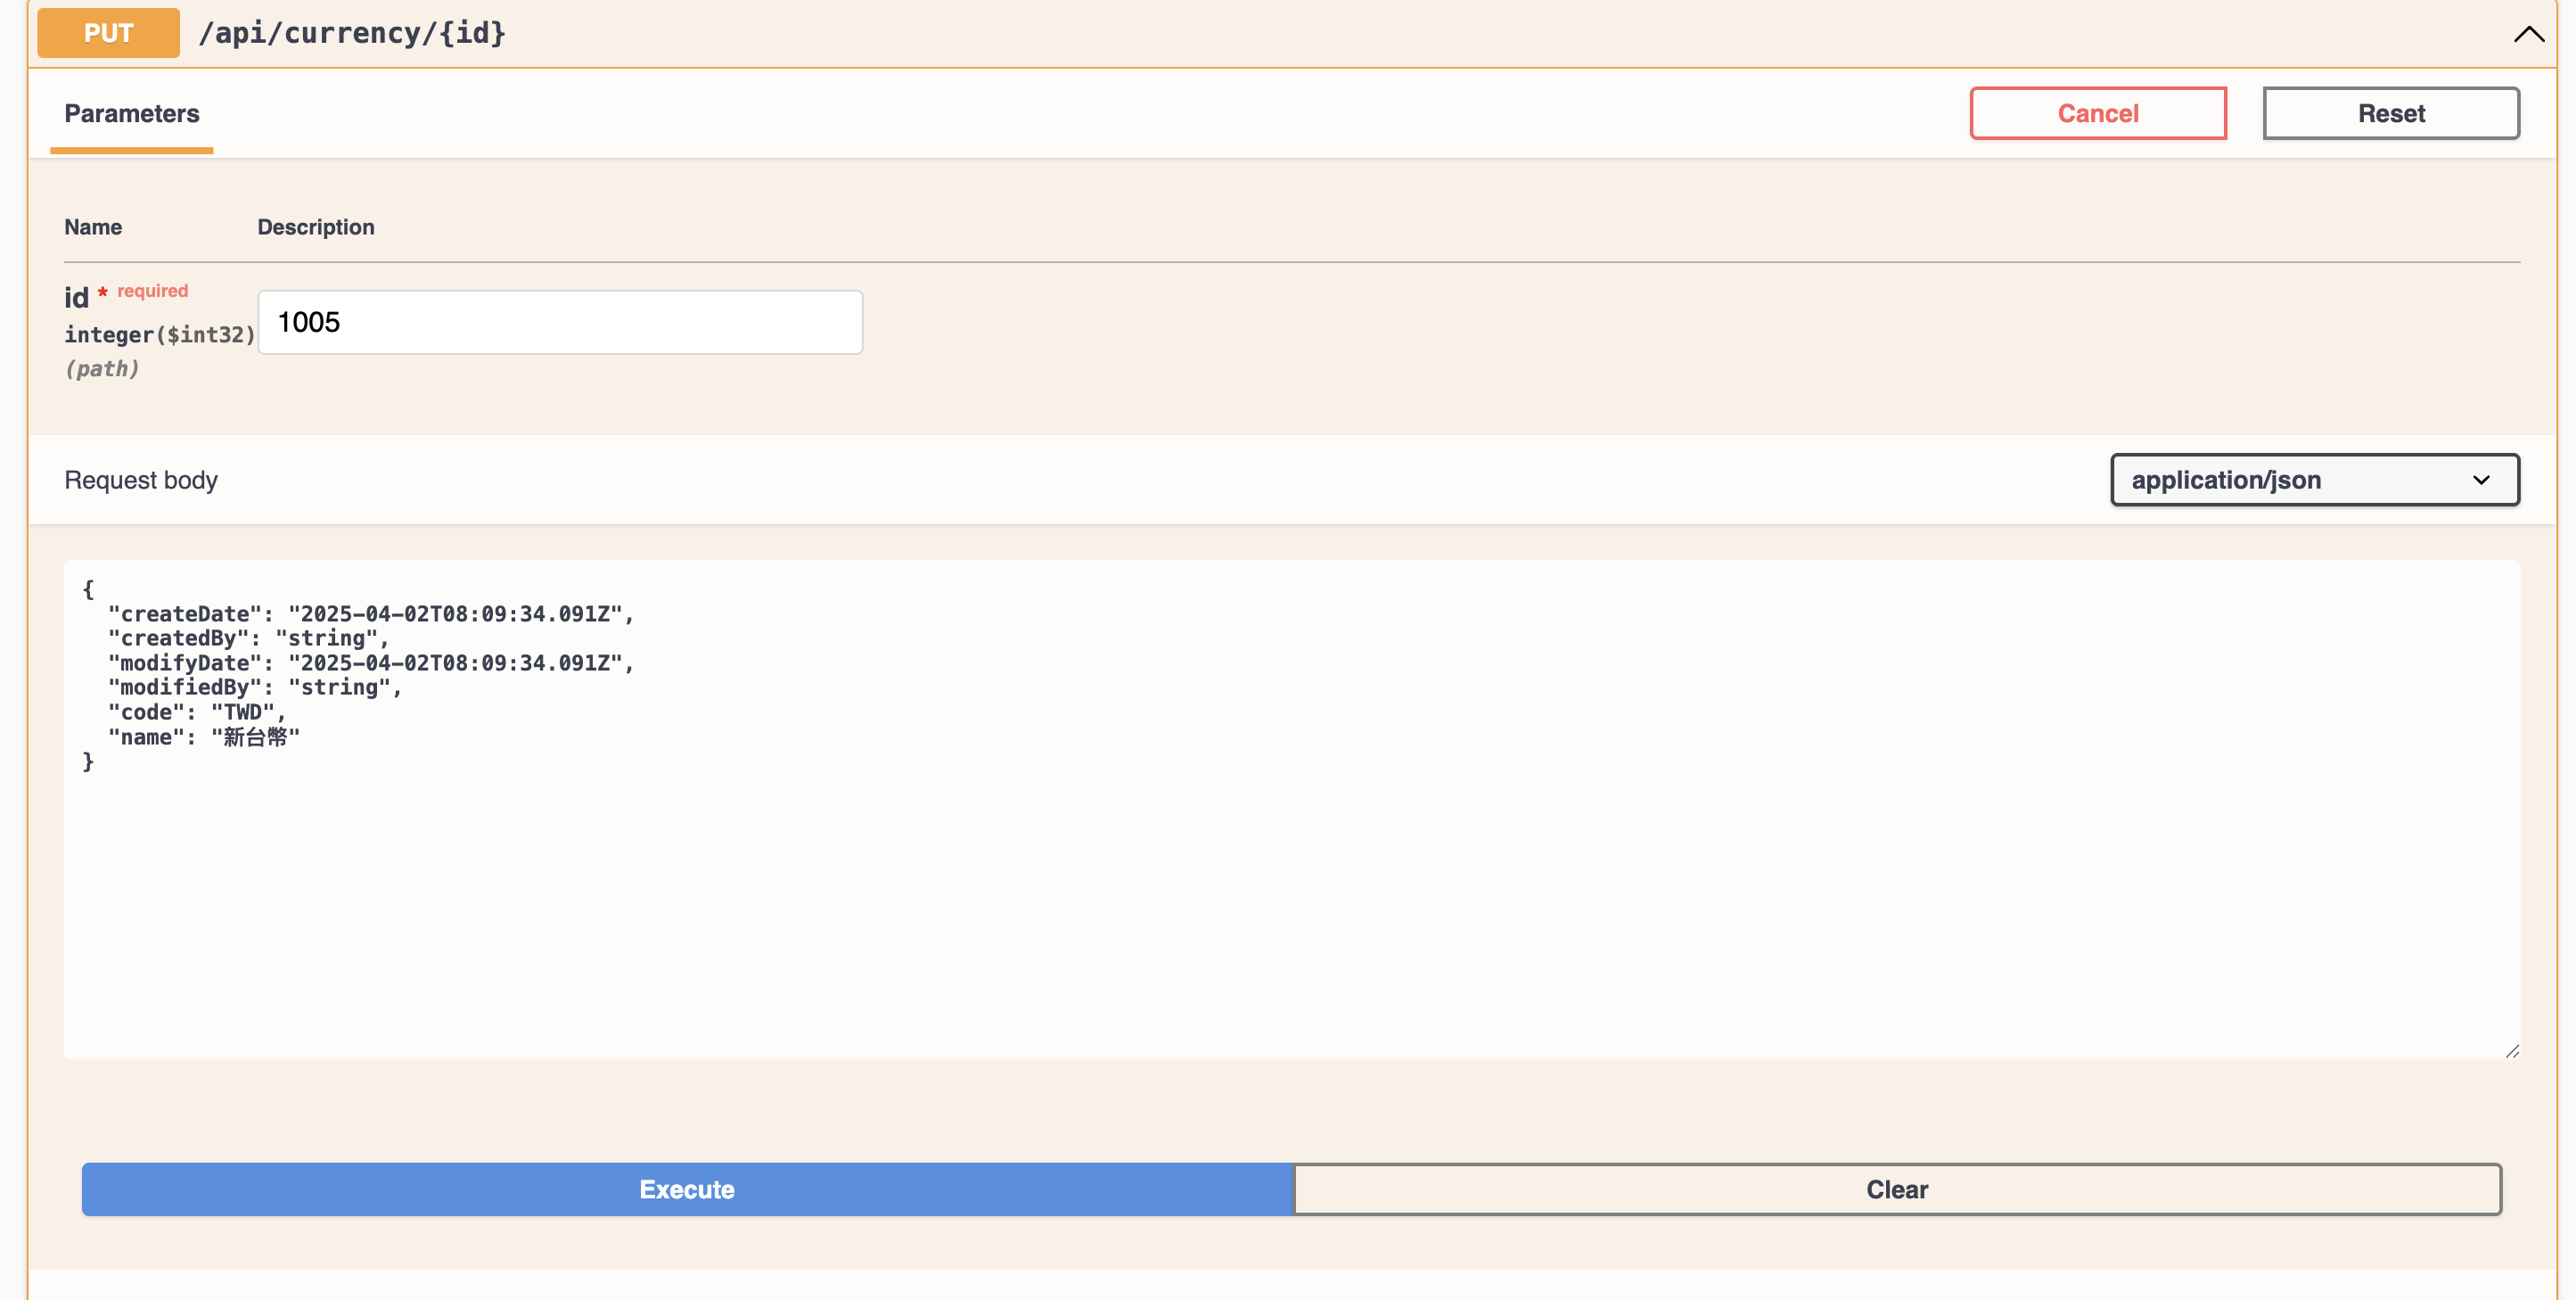 PUT /api/currency/{id}
Parameters
Cancel
Reset
Name Description
id * required
integer($int32)
(path)
1005
Request body
application/json
{
  "createDate": "2025-04-02T08:09:34.091Z",
  "createdBy": "string",
  "modifyDate": "2025-04-02T08:09:34.091Z",
  "modifiedBy": "string",
  "code": "TWD",
  "name": "新台幣"
}
Execute
Clear